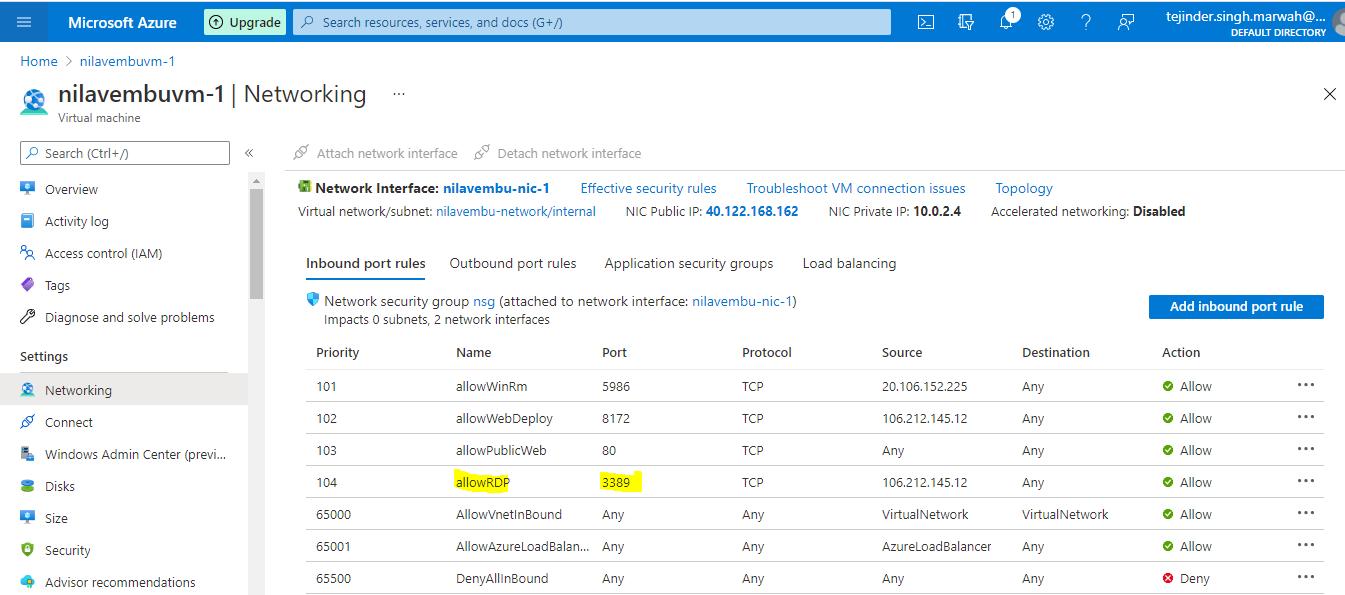 Microsoft Azure
Upgrade
Search resources, services, and docs (G+/)
1
tejinder.singh.marwah@...
DEFAULT DIRECTORY
Home > nilavembuvm-1
nilavembuvm-1 | Networking ...
Virtual machine
Search (Ctrl+/)
«
Attach network interface Detach network interface
Overview
Activity log
Access control (IAM)
Tags
Diagnose and solve problems
Settings
Networking
Connect
Windows Admin Center (previ...
Disks
Size
Security
Advisor recommendations
Network Interface: nilavembu-nic-1 Effective security rules Troubleshoot VM connection issues Topology
Virtual network/subnet: nilavembu-network/internal NIC Public IP: 40.122.168.162 NIC Private IP: 10.0.2.4 Accelerated networking: Disabled
Inbound port rules Outbound port rules Application security groups Load balancing
Network security group nsg (attached to network interface: nilavembu-nic-1)
Impacts 0 subnets, 2 network interfaces
Add inbound port rule
Priority Name Port Protocol Source Destination Action
101 allowWinRm 5986 TCP 20.106.152.225 Any Allow ...
102 allowWebDeploy 8172 TCP 106.212.145.12 Any Allow ...
103 allowPublicWeb 80 TCP Any Any Allow ...
104 allowRDP 3389 TCP 106.212.145.12 Any Allow ...
65000 AllowVnetInBound Any Any VirtualNetwork VirtualNetwork Allow ...
65001 AllowAzureLoadBalan... Any Any AzureLoadBalancer Any Allow ...
65500 DenyAllInBound Any Any Any Any Deny ...